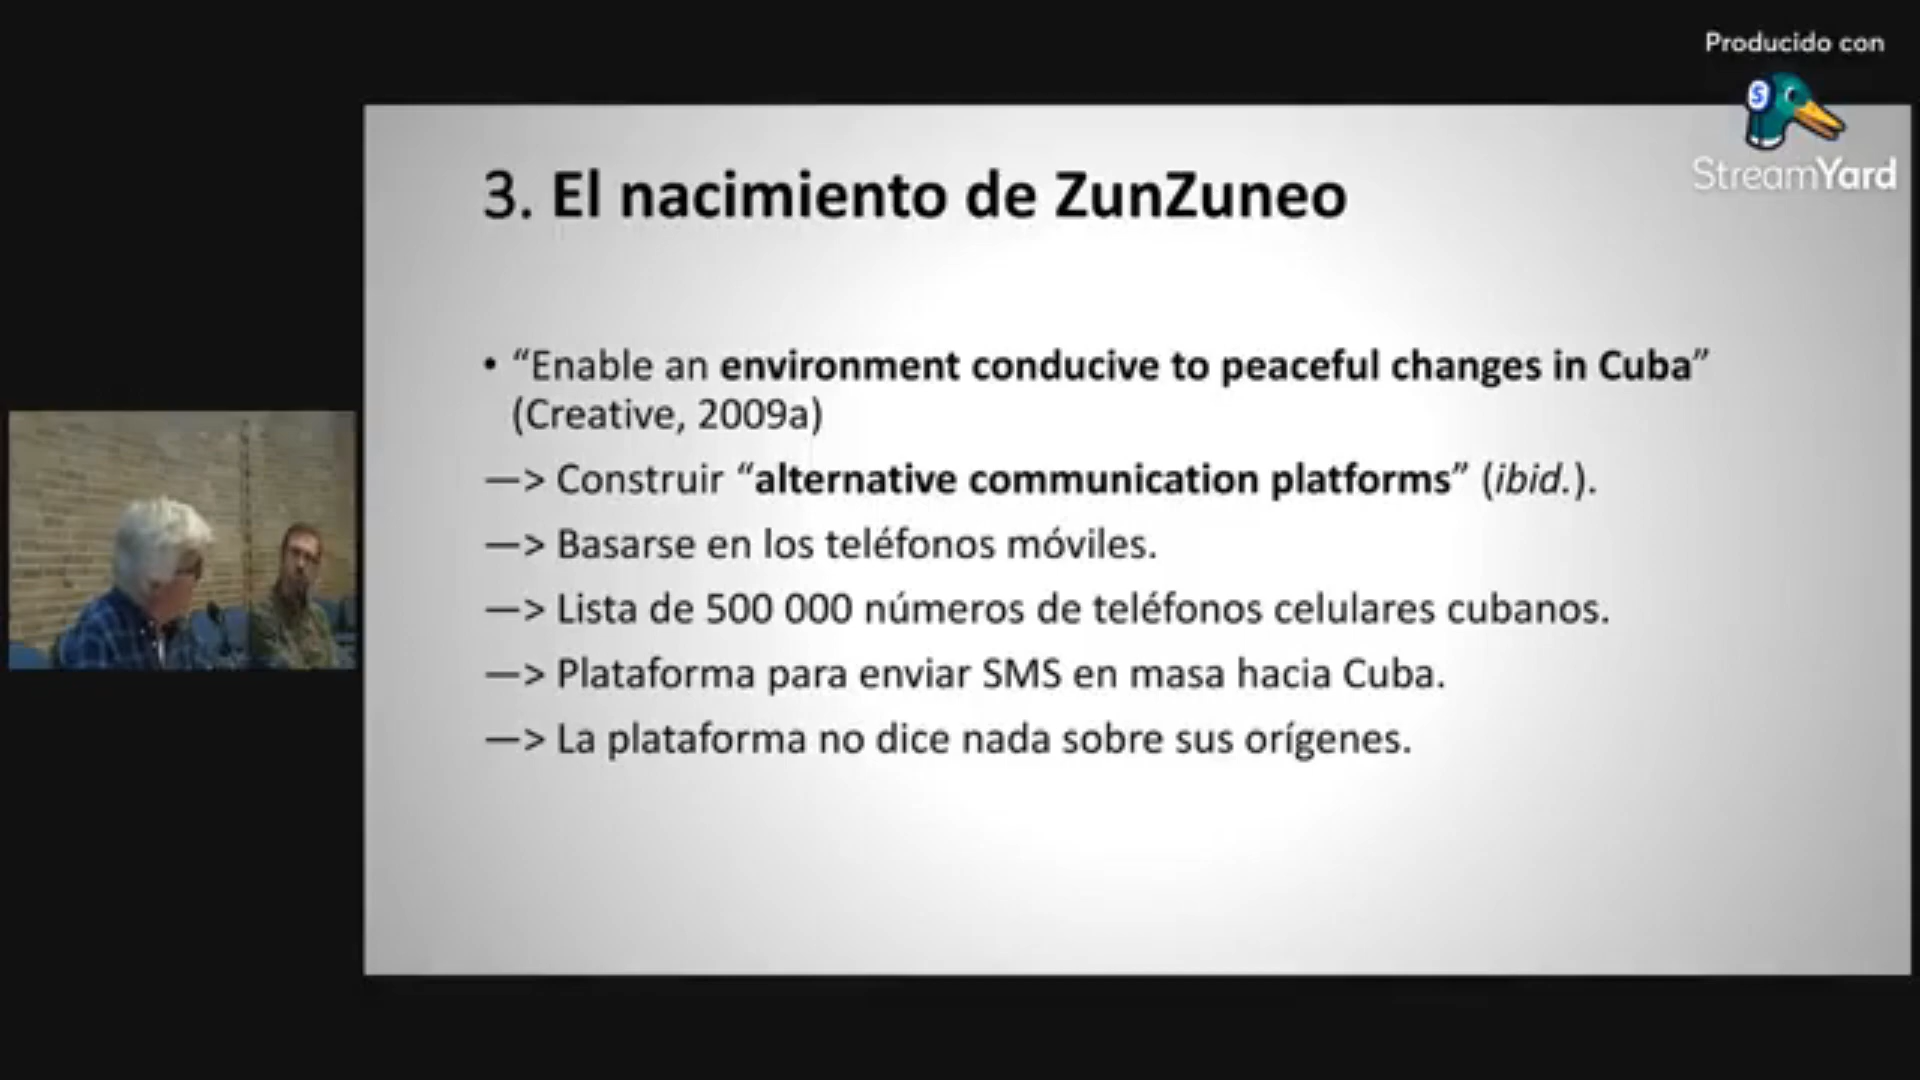 Producido con
S
StreamYard
3. El nacimiento de ZunZuneo
• “Enable an environment conducive to peaceful changes in Cuba”
(Creative, 2009a)
—> Construir “alternative communication platforms” (ibid.).
—> Basarse en los teléfonos móviles.
—> Lista de 500 000 números de teléfonos celulares cubanos.
—> Plataforma para enviar SMS en masa hacia Cuba.
—> La plataforma no dice nada sobre sus orígenes.